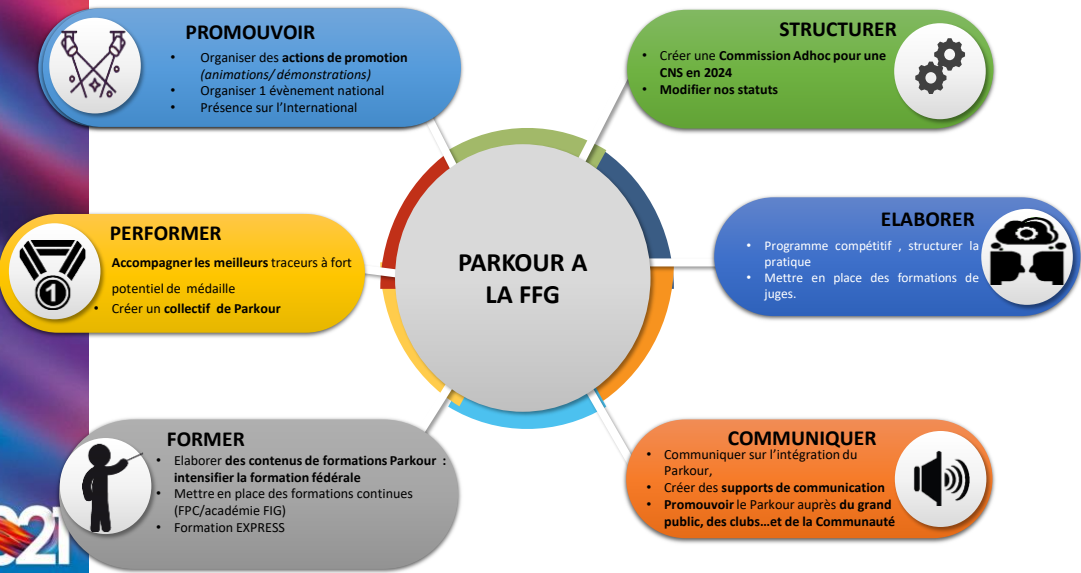 PROMOUVOIR
• Organiser des actions de promotion
(animations/démonstrations)
• Organiser 1 évènement national
• Présence sur l'International
STRUCTURER
• Créer une Commission Adhoc pour une
CNS en 2024
• Modifier nos statuts
PERFORMER
Accompagner les meilleurs traceurs à fort
potentiel de médaille
• Créer un collectif de Parkour
1
PARKOUR A
LA FFG
ELABORER
• Programme compétitif , structurer la
pratique
• Mettre en place des formations de
juges.
FORMER
• Elaborer des contenus de formations Parkour :
intensifier la formation fédérale
• Mettre en place des formations continues
(FPC/académie FIG)
• Formation EXPRESS
COMMUNIQUER
• Communiquer sur l'intégration du
Parkour,
• Créer des supports de communication
• Promouvoir le Parkour auprès du grand
public, des clubs…et de la Communauté